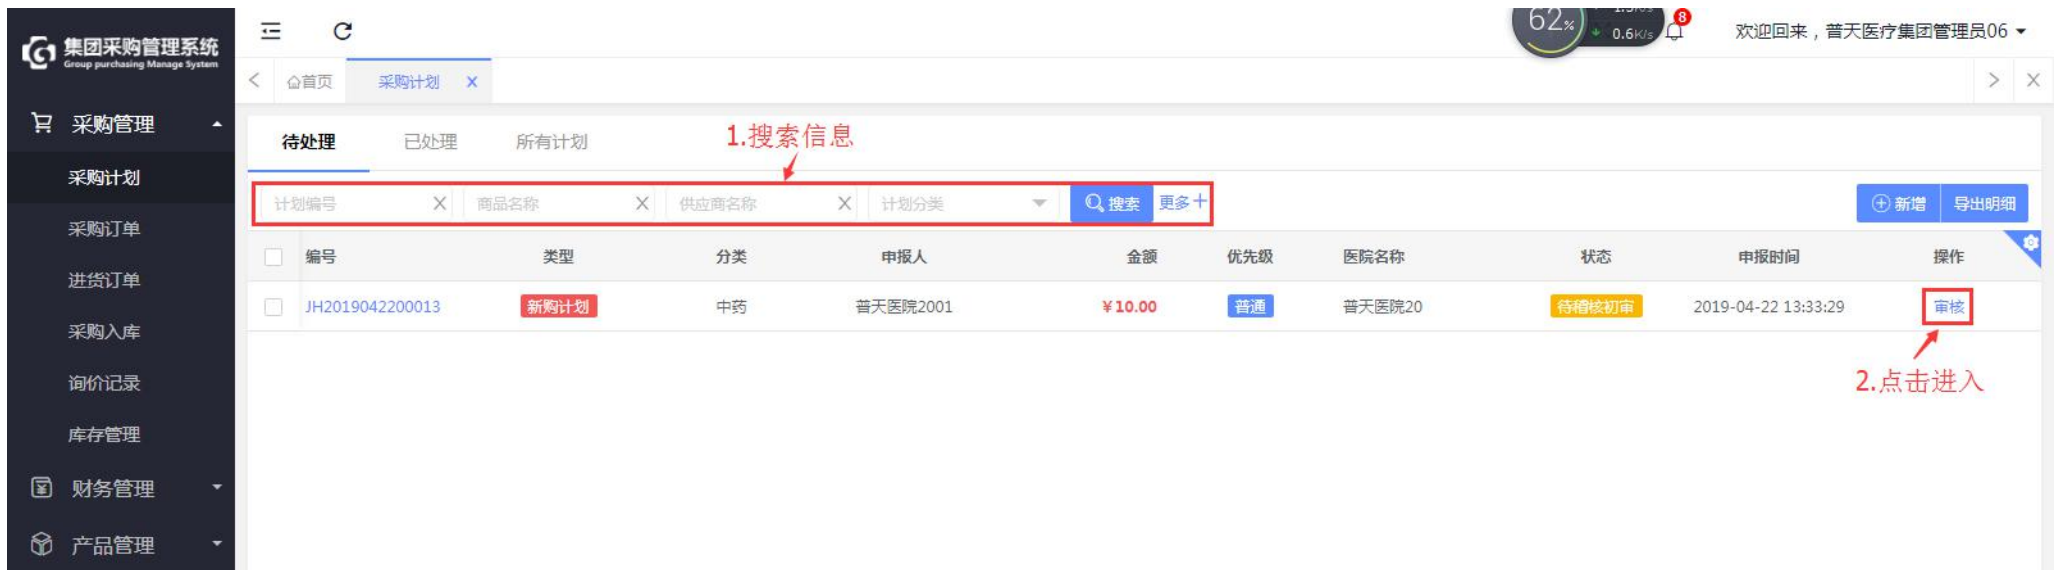 集团采购管理系统
Group purchasing Manage System
62%
0.6K/s
8
欢迎回来，普天医疗集团管理员06
首页
采购计划
采购管理
采购计划
采购订单
进货订单
采购入库
询价记录
库存管理
财务管理
产品管理
待处理 已处理 所有计划
1.搜索信息
计划编号 商品名称 供应商名称 计划分类 搜索 更多+
新增 导出明细
编号 类型 分类 申报人 金额 优先级 医院名称 状态 申报时间 操作
JH2019042200013 新购计划 中药 普天医院2001 ¥10.00 普通 普天医院20 待稽核初审 2019-04-22 13:33:29 审核
2.点击进入